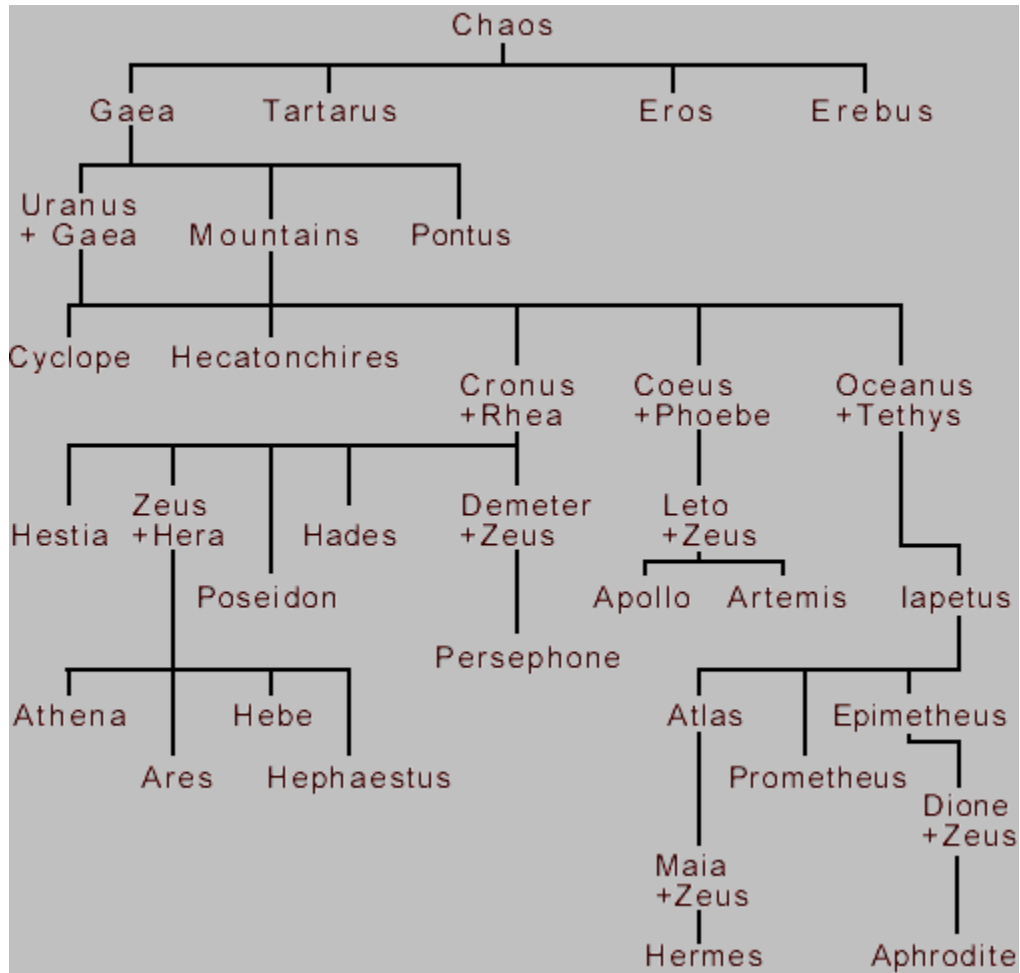 Chaos
Gaea Tartarus Eros Erebus
Uranus
+ Gaea Mountains Pontus
Cyclope Hecatonchires
Cronus Coeus Oceanus
+Rhea +Phoebe +Tethys
Zeus Demeter Leto
Hestia +Hera Hades +Zeus +Zeus
Poseidon Apollo Artemis Iapetus
Persephone
Athena Hebe Atlas Epimetheus
Ares Hephaestus Prometheus
Dione
+Zeus
Maia
+Zeus
Hermes Aphrodite